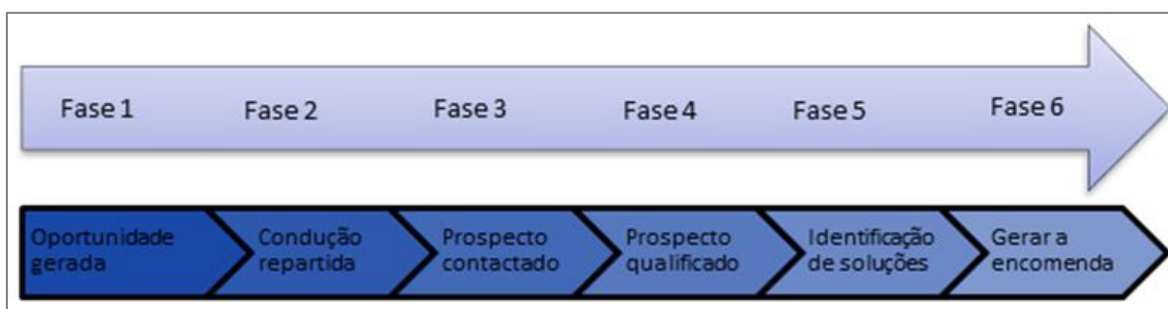 Fase 1
Fase 2
Fase 3
Fase 4
Fase 5
Fase 6
Oportunidade
gerada
Condução
repartida
Prospecto
contactado
Prospecto
qualificado
Identificação
de soluções
Gerar a
encomenda